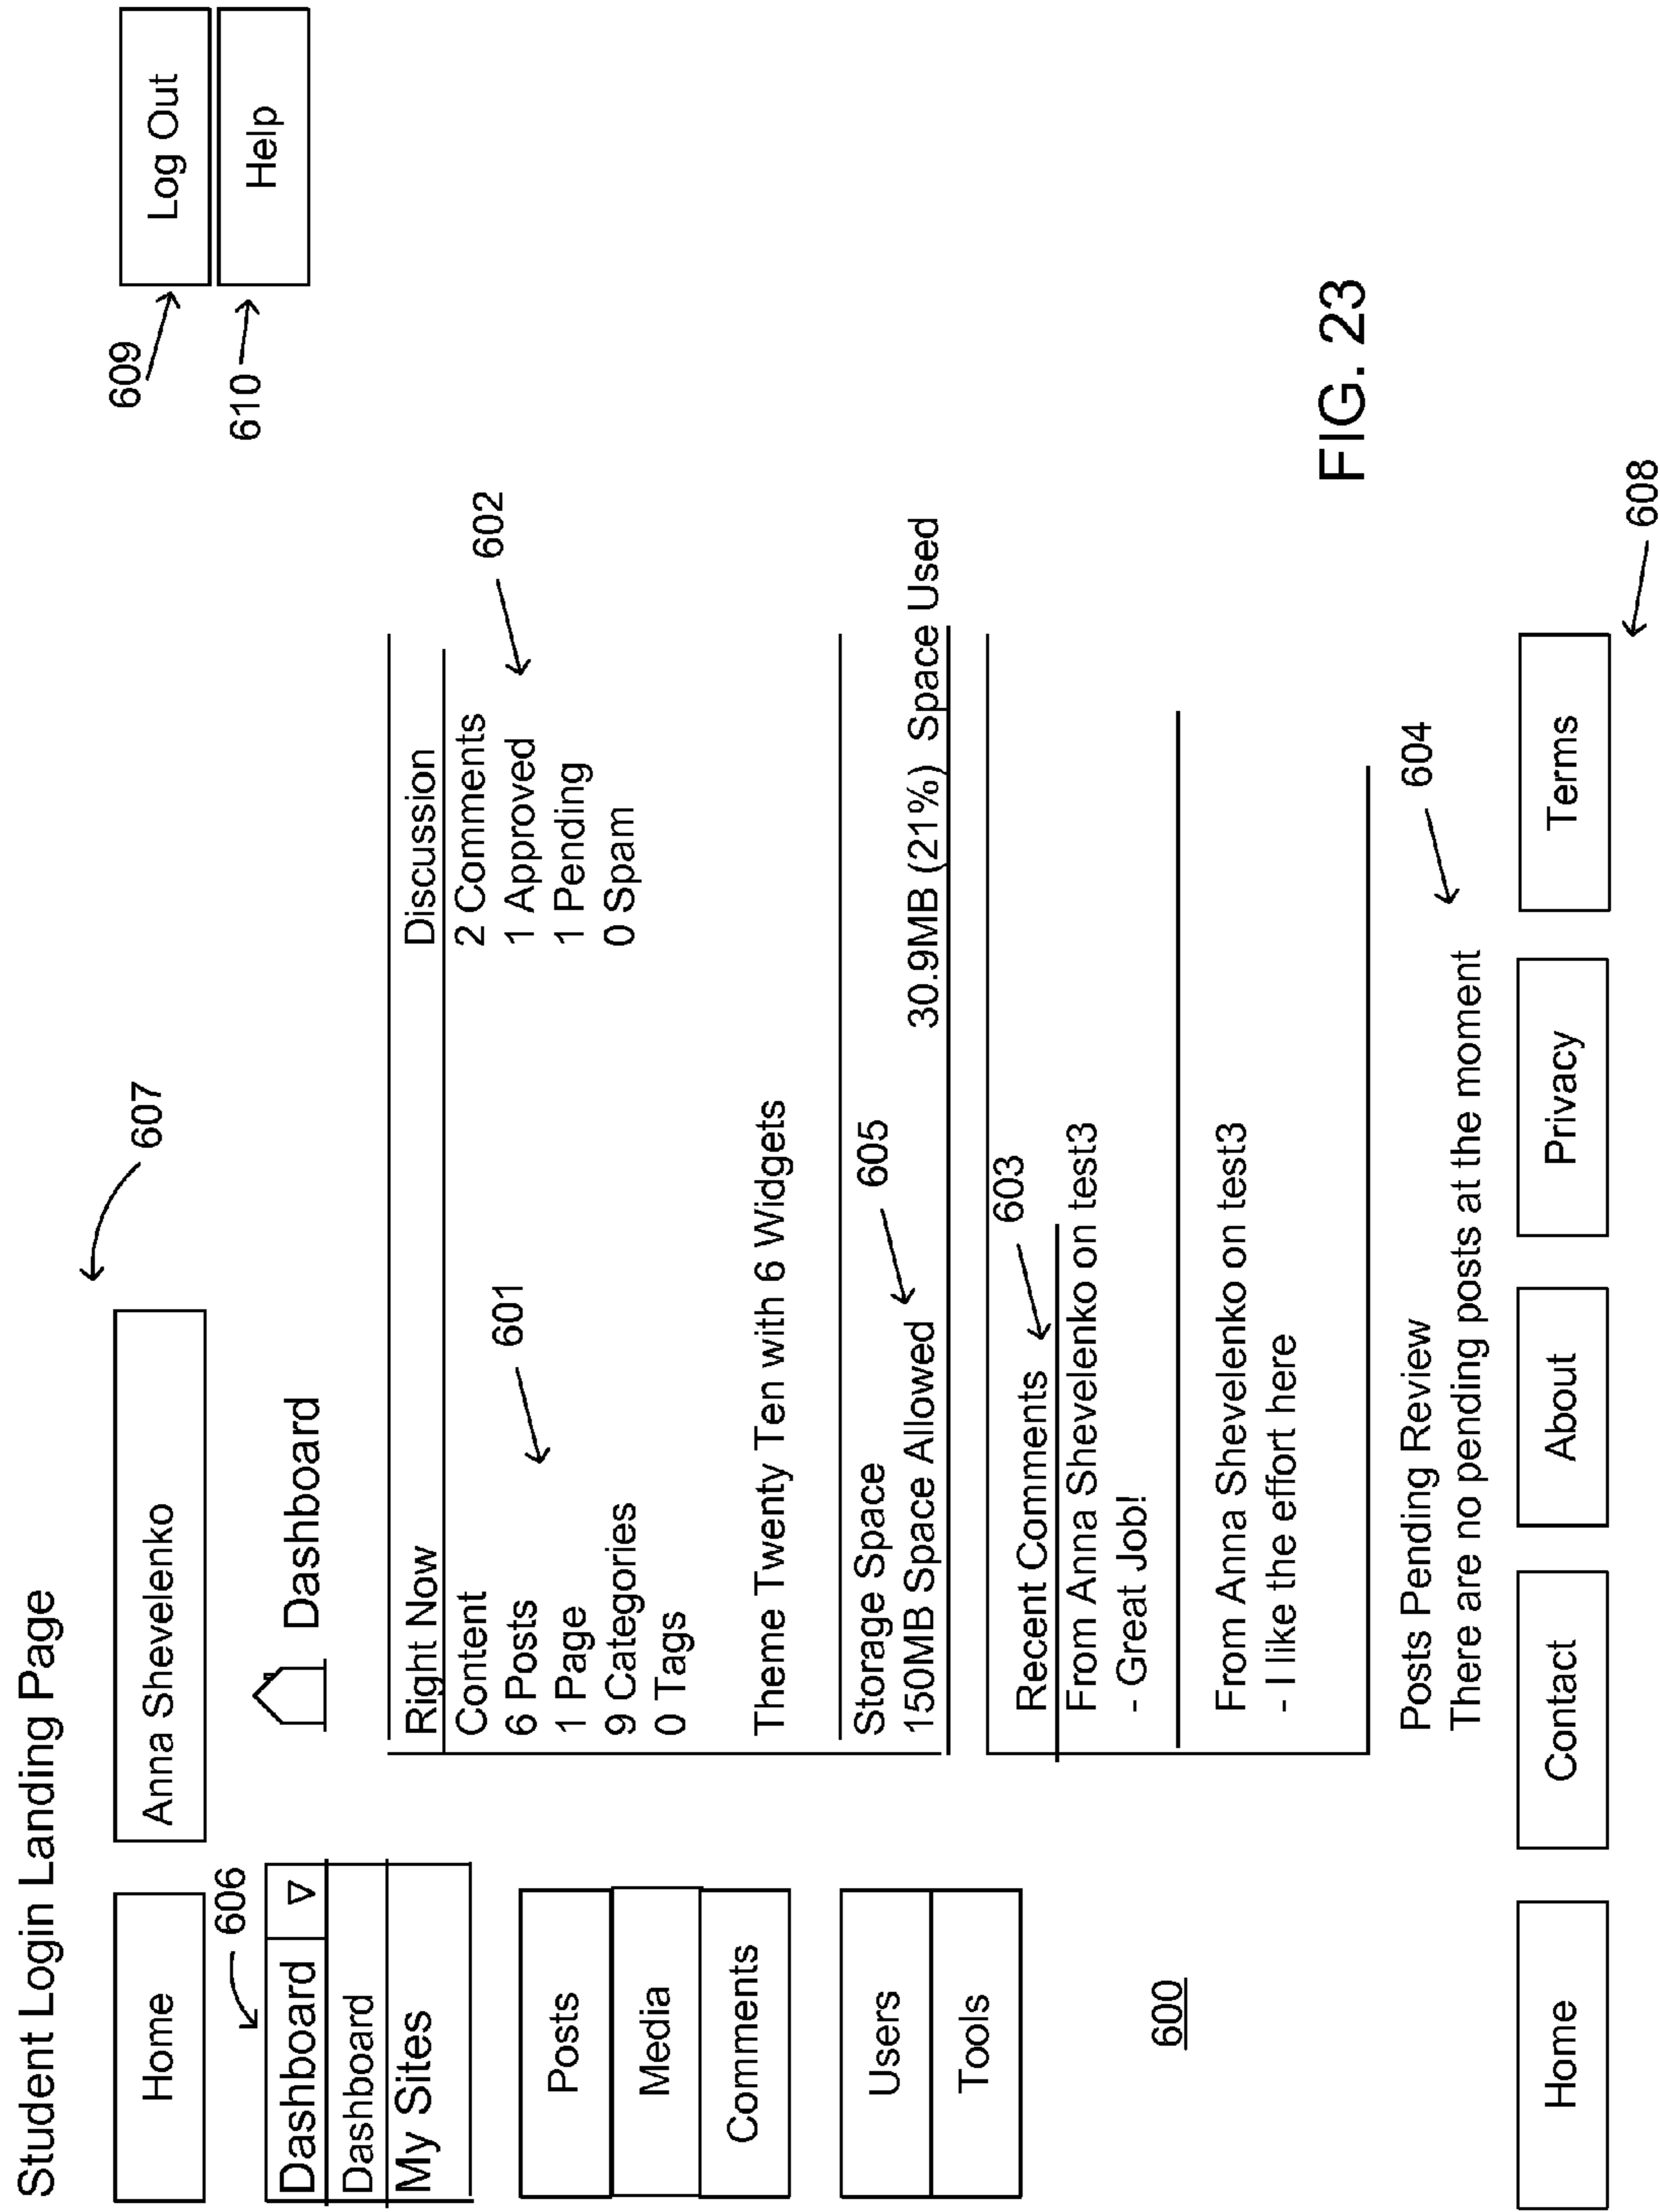 Student Login Landing Page
Home
Anna Shevelenko
607
609
Log Out
610
Help
606
Dashboard
Dashboard
My Sites
Dashboard
Posts
Media
Comments
Users
Tools
600
Right Now Discussion
Content 2 Comments
6 Posts 1 Approved
1 Page 1 Pending
9 Categories 0 Spam
0 Tags
601
602
Theme Twenty Ten with 6 Widgets
Storage Space
605
150MB Space Allowed 30.9MB (21%) Space Used
603
Recent Comments
From Anna Shevelenko on test3
- Great Job!
From Anna Shevelenko on test3
- I like the effort here
Posts Pending Review
604
There are no pending posts at the moment
FIG. 23
Home
Contact
About
Privacy
Terms
608